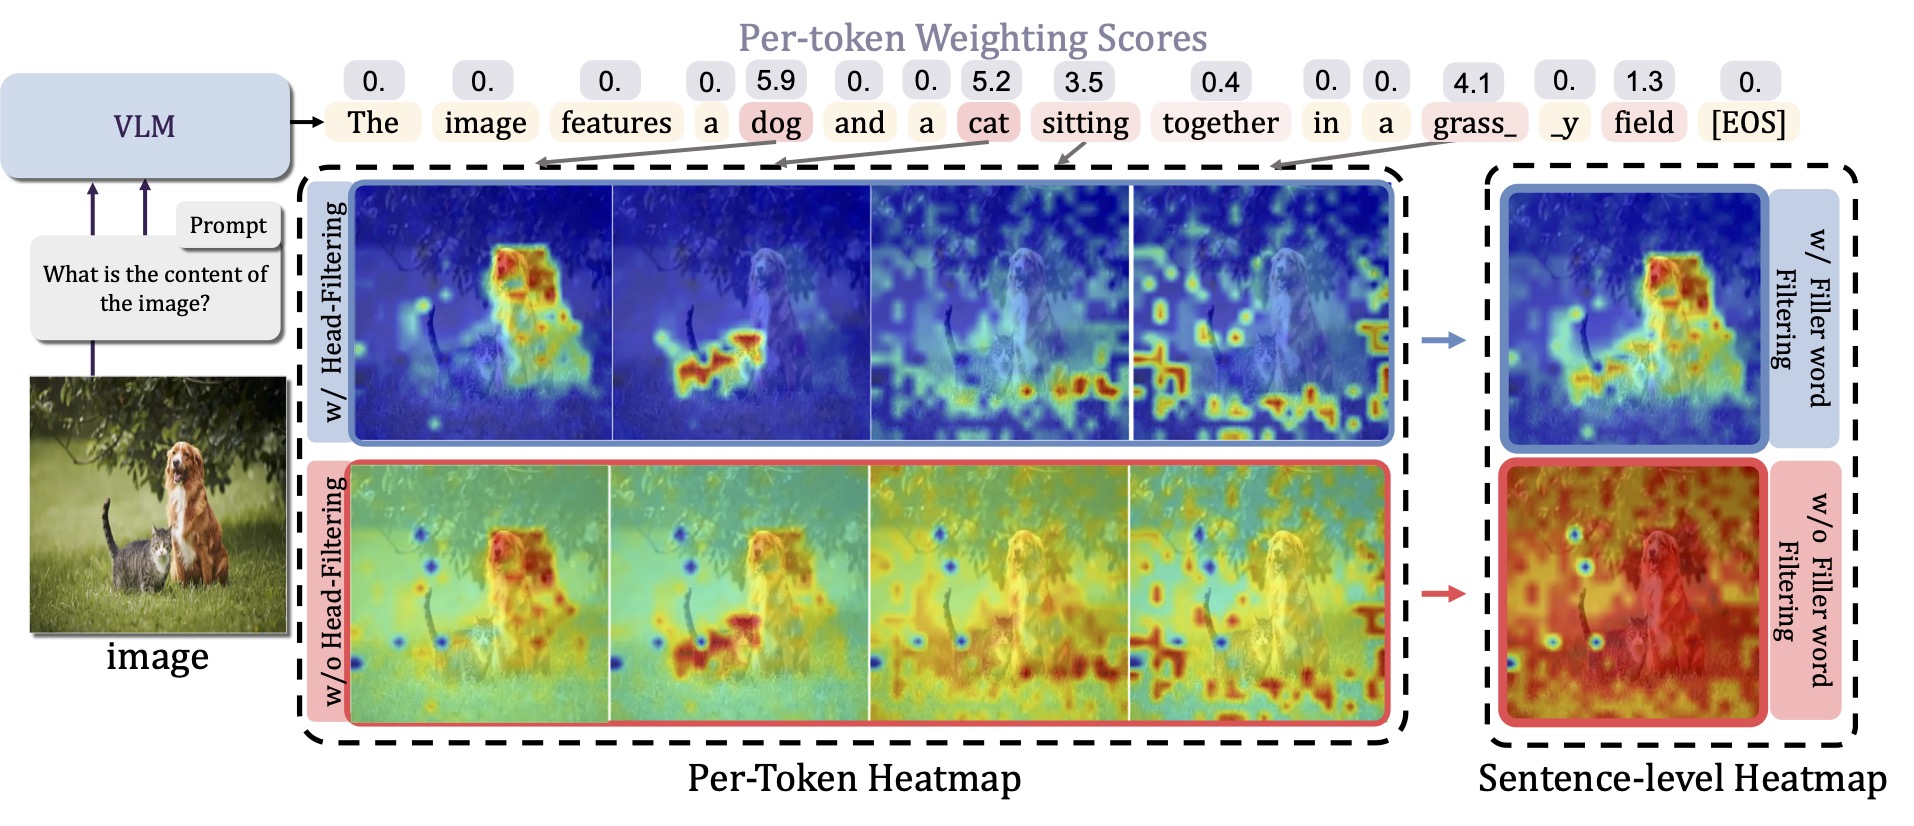 Per-token Weighting Scores
0. 0. 0. 0. 5.9 0. 0. 5.2 3.5 0.4 0. 0. 4.1 0. 1.3 0.
VLM
The image features a dog and a cat sitting together in a grass_ _y field [EOS]
Prompt
What is the content of
the image?
image
w/ Head-Filtering
w/o Head-Filtering
w/ Filler word
Filtering
w/o Filler word
Filtering
Per-Token Heatmap
Sentence-level Heatmap